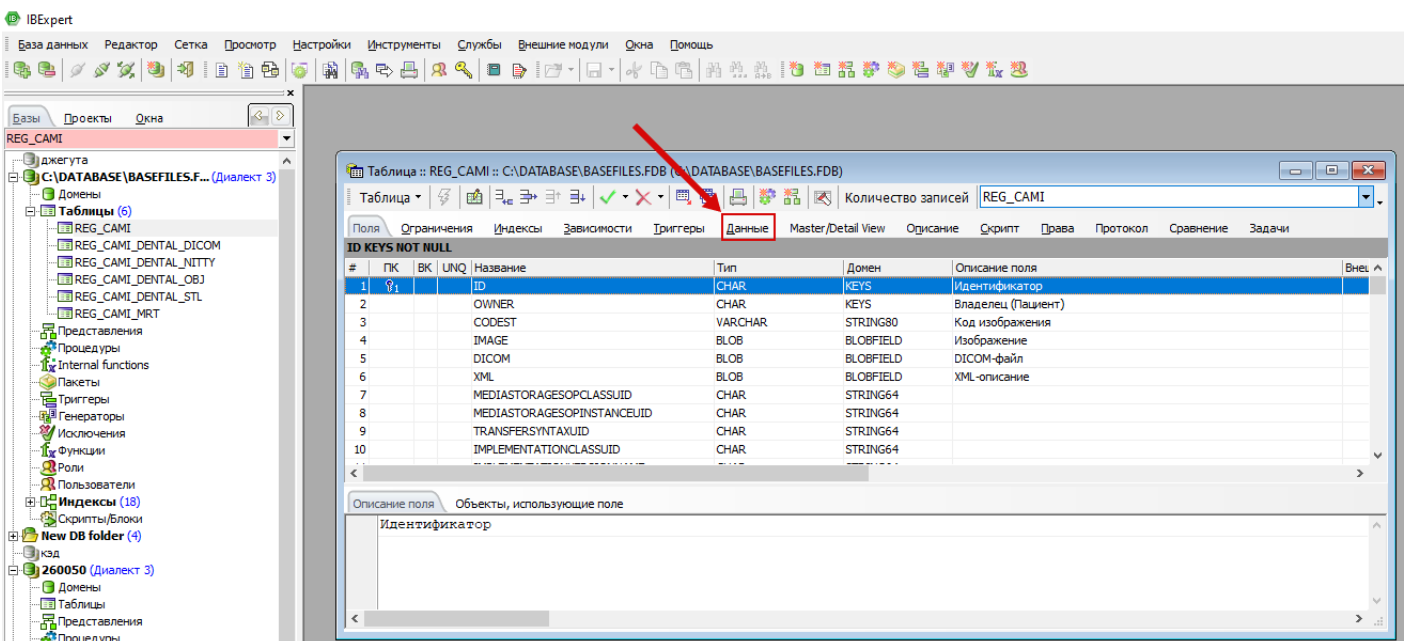 IBExpert
База данных Редактор Сетка Просмотр Настройки Инструменты Службы Внешние модули Окна Помощь
Базы Проекты Окна
REG_CAMI
джегута
C:\DATABASE\BASEFILES.F... (Диалект 3)
Домены
Таблицы (6)
REG_CAMI
REG_CAMI_DENTAL_DICOM
REG_CAMI_DENTAL_NITTY
REG_CAMI_DENTAL_OBJ
REG_CAMI_DENTAL_STL
REG_CAMI_MRT
Представления
Процедуры
Internal functions
Пакеты
Триггеры
Генераторы
Исключения
Функции
Роли
Пользователи
Индексы (18)
Скрипты/Блоки
New DB folder (4)
кэд
260050 (Диалект 3)
Домены
Таблицы
Представления
Процедуры
Таблица :: REG_CAMI :: C:\DATABASE\BASEFILES.FDB (C:\DATABASE\BASEFILES.FDB)
Таблица Количество записей REG_CAMI
Поля Ограничения Индексы Зависимости Триггеры Данные Master/Detail View Описание Скрипт Права Протокол Сравнение Задачи
ID KEYS NOT NULL
# ПК ВК UNQ Название Тип Домен Описание поля
1 1 ID CHAR KEYS Идентификатор
2 OWNER CHAR KEYS Владелец (Пациент)
3 CODEST VARCHAR STRING80 Код изображения
4 IMAGE BLOB BLOBFIELD Изображение
5 DICOM BLOB BLOBFIELD DICOM-файл
6 XML BLOB BLOBFIELD XML-описание
7 MEDIASTORAGESOPCLASSUID CHAR STRING64
8 MEDIASTORAGESOPINSTANCEUID CHAR STRING64
9 TRANSFERSYNTAXUID CHAR STRING64
10 IMPLEMENTATIONCLASSUID CHAR STRING64
Описание поля Объекты, использующие поле
Идентификатор